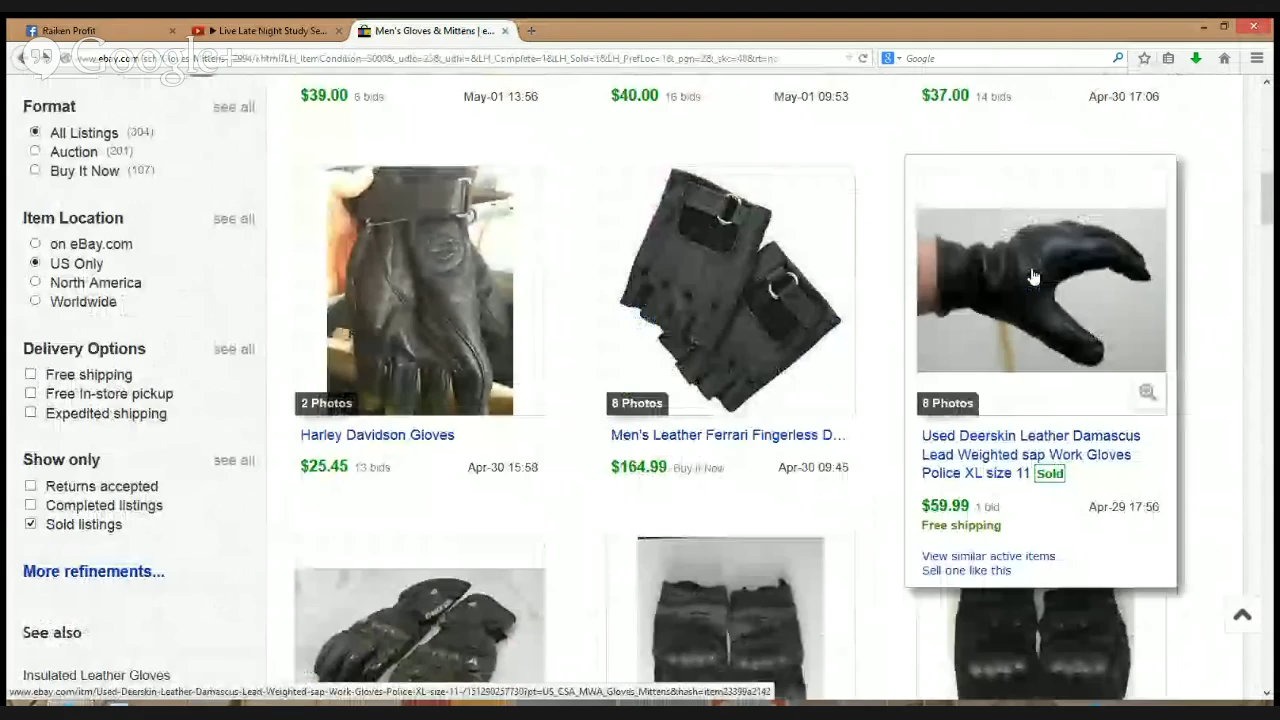 Raiken Profit
Live Late Night Study Se...
Men's Gloves & Mittens | e...
Google+
Google
Format see all
All Listings (304)
Auction (201)
Buy It Now (107)
Item Location see all
on eBay.com
US Only
North America
Worldwide
Delivery Options see all
Free shipping
Free In-store pickup
Expedited shipping
Show only see all
Returns accepted
Completed listings
Sold listings
More refinements...
See also
Insulated Leather Gloves
$39.00 6 bids May-01 13:56
$40.00 16 bids May-01 09:53
$37.00 14 bids Apr-30 17:06
2 Photos
Harley Davidson Gloves
$25.45 13 bids Apr-30 15:58
8 Photos
Men's Leather Ferrari Fingerless D...
$164.99 Buy It Now Apr-30 09:45
8 Photos
Used Deerskin Leather Damascus
Lead Weighted sap Work Gloves
Police XL size 11 Sold
$59.99 1 bid Apr-29 17:56
Free shipping
View similar active items
Sell one like this